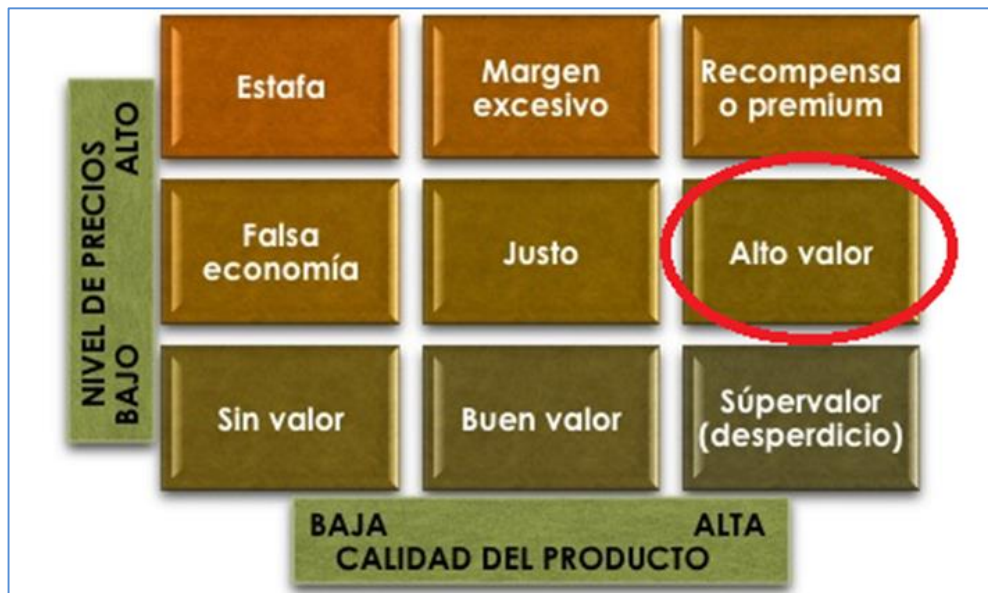 Estafa
Margen
excesivo
Recompensa
o premium
NIVEL DE PRECIOS
BAJO ALTO
Falsa
economía
Justo
Alto valor
Sin valor
Buen valor
Súpervalor
(desperdicio)
BAJA ALTA
CALIDAD DEL PRODUCTO